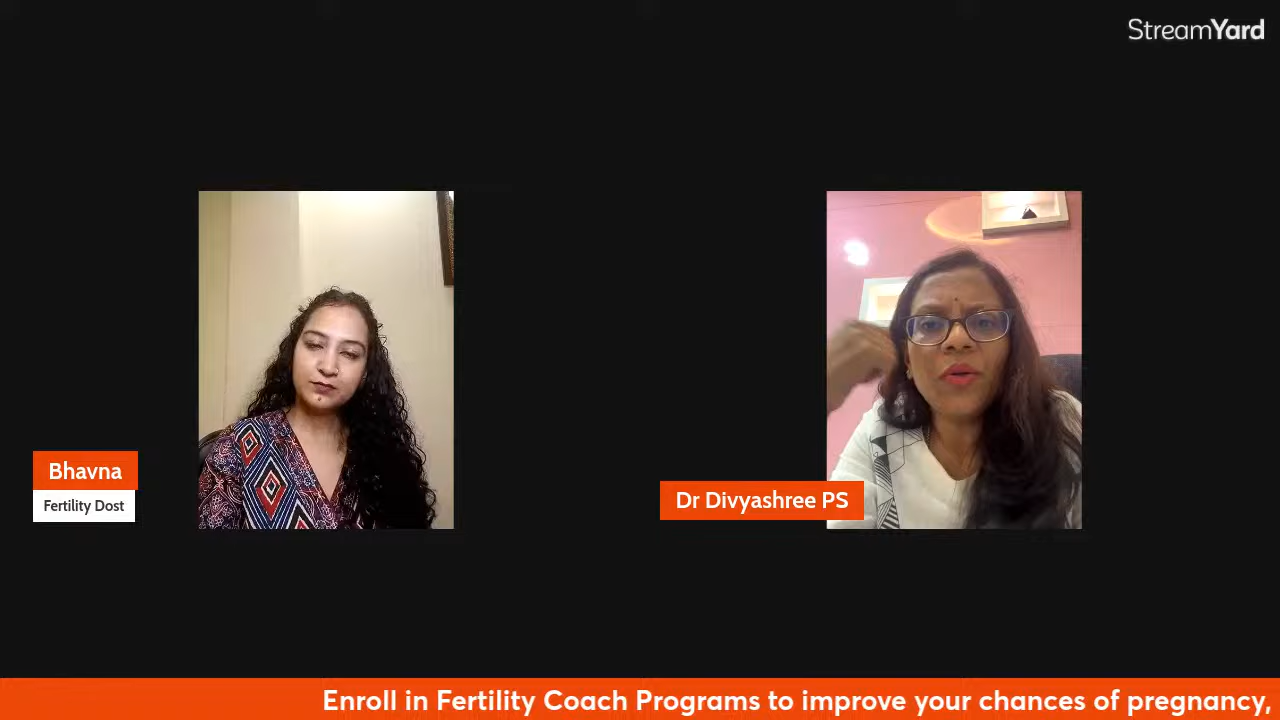 StreamYard
Bhavna
Fertility Dost
Dr Divyashree PS
Enroll in Fertility Coach Programs to improve your chances of pregnancy,